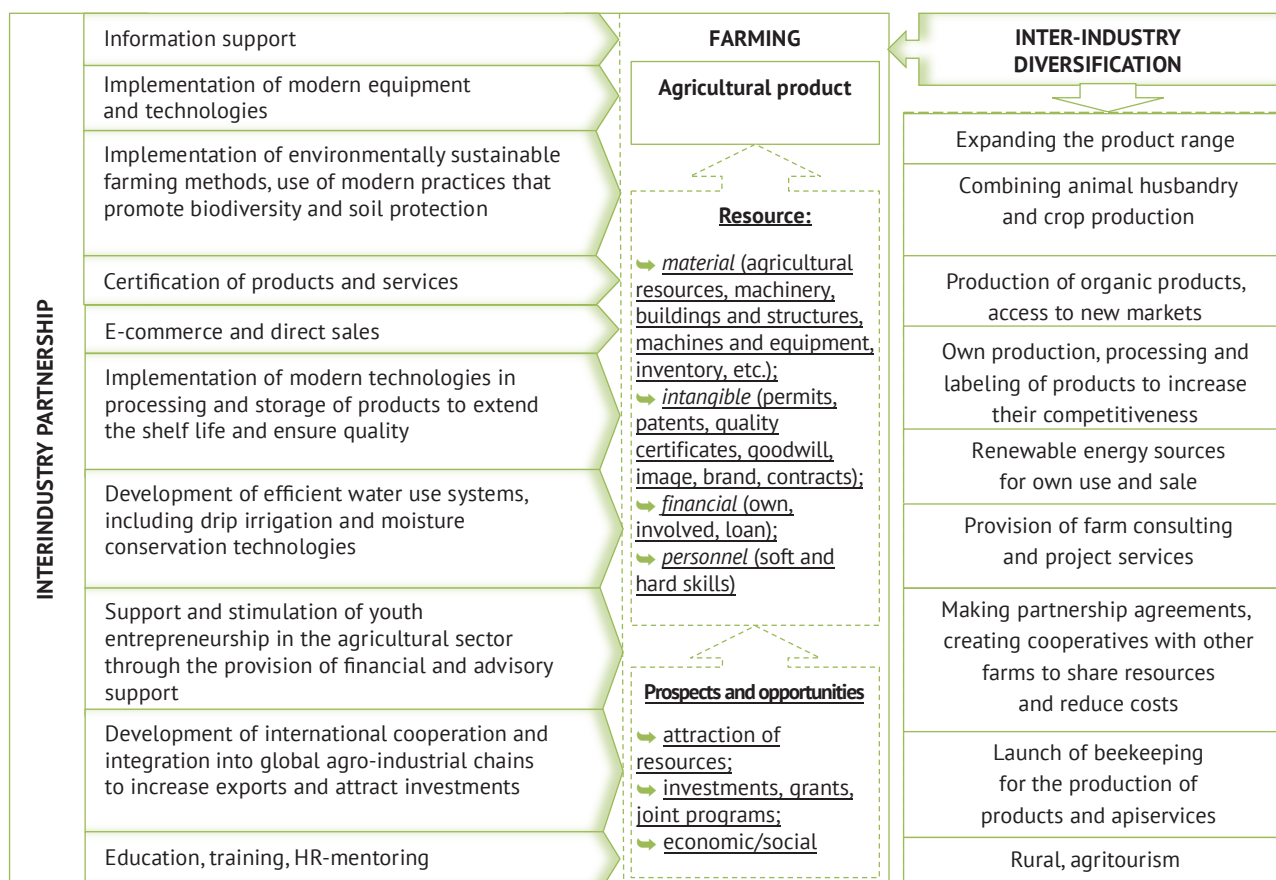 INTERINDUSTRY PARTNERSHIP
Information support
Implementation of modern equipment
and technologies
Implementation of environmentally sustainable
farming methods, use of modern practices that
promote biodiversity and soil protection
Certification of products and services
E-commerce and direct sales
Implementation of modern technologies in
processing and storage of products to extend
the shelf life and ensure quality
Development of efficient water use systems,
including drip irrigation and moisture
conservation technologies
Support and stimulation of youth
entrepreneurship in the agricultural sector
through the provision of financial and advisory
support
Development of international cooperation and
integration into global agro-industrial chains
to increase exports and attract investments
Education, training, HR-mentoring
FARMING
Agricultural product
Resource:
material (agricultural
resources, machinery,
buildings and structures,
machines and equipment,
inventory, etc.);
intangible (permits,
patents, quality
certificates, goodwill,
image, brand, contracts);
financial (own,
involved, loan);
personnel (soft and
hard skills)
Prospects and opportunities
attraction of
resources;
investments, grants,
joint programs;
economic/social
INTER-INDUSTRY
DIVERSIFICATION
Expanding the product range
Combining animal husbandry
and crop production
Production of organic products,
access to new markets
Own production, processing and
labeling of products to increase
their competitiveness
Renewable energy sources
for own use and sale
Provision of farm consulting
and project services
Making partnership agreements,
creating cooperatives with other
farms to share resources
and reduce costs
Launch of beekeeping
for the production of
products and apiservices
Rural, agritourism